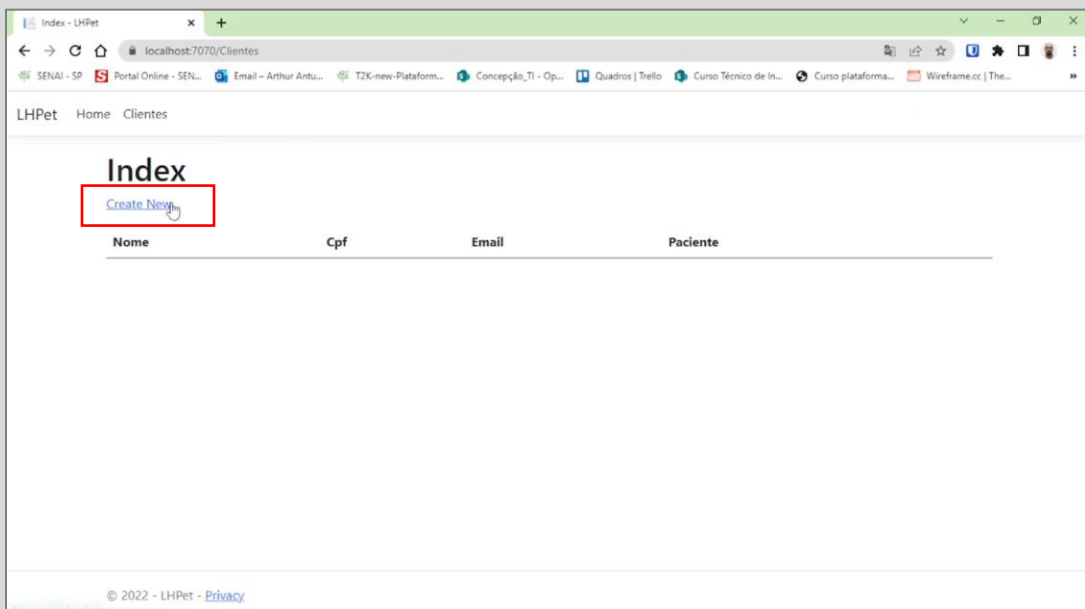 Index - LHPet
localhost:7070/Clientes
SENAI - SP Portal Online - SEN... Email – Arthur Antu... T2K-new-Plataform... Concepção_TI - Op... Quadros | Trello Curso Técnico de In... Curso plataforma... Wireframe.cc | The...
LHPet Home Clientes
Index
Create New
Nome Cpf Email Paciente
© 2022 - LHPet - Privacy